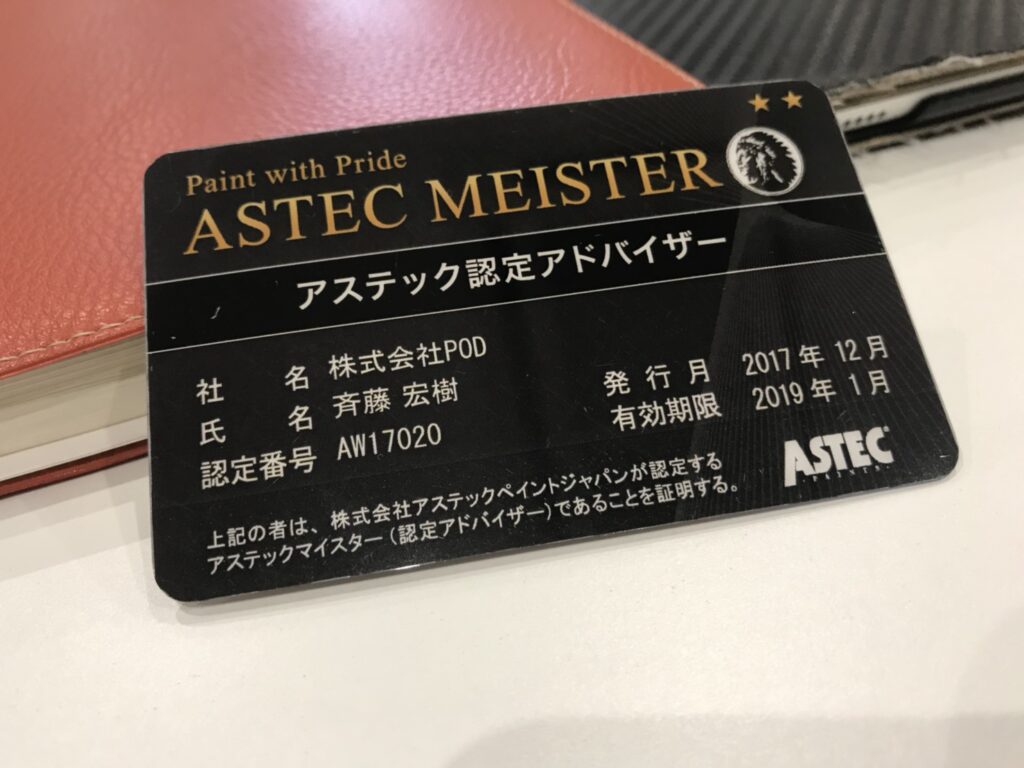 Paint with Pride
ASTEC MEISTER
アステック認定アドバイザー
社名 株式会社POD
氏名 斉藤 宏樹
認定番号 AW17020
発行月 2017年 12月
有効期限 2019年 1月
ASTEC
上記の者は、株式会社アステックペイントジャパンが認定する
アステックマイスター(認定アドバイザー)であることを証明する。